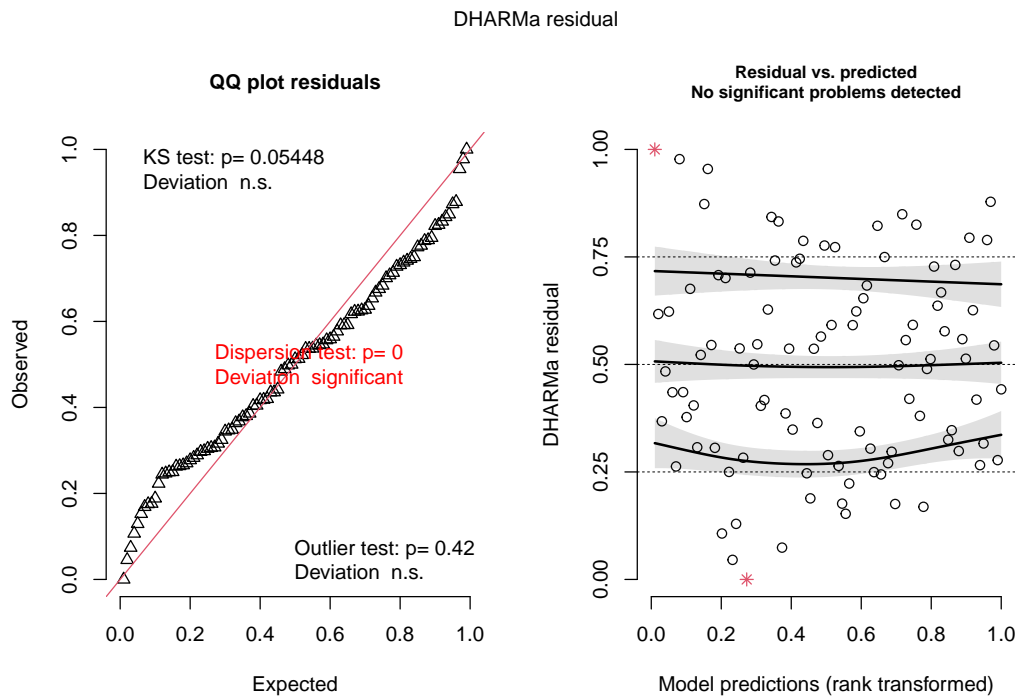 DHARMa residual
QQ plot residuals
KS test: p= 0.05448
Deviation  n.s.
Dispersion test: p= 0
Deviation  significant
Outlier test: p= 0.42
Deviation  n.s.
Observed
0.0
0.2
0.4
0.6
0.8
1.0
0.0 0.2 0.4 0.6 0.8 1.0
Expected
Residual vs. predicted
No significant problems detected
DHARMa residual
0.00
0.25
0.50
0.75
1.00
0.0 0.2 0.4 0.6 0.8 1.0
Model predictions (rank transformed)